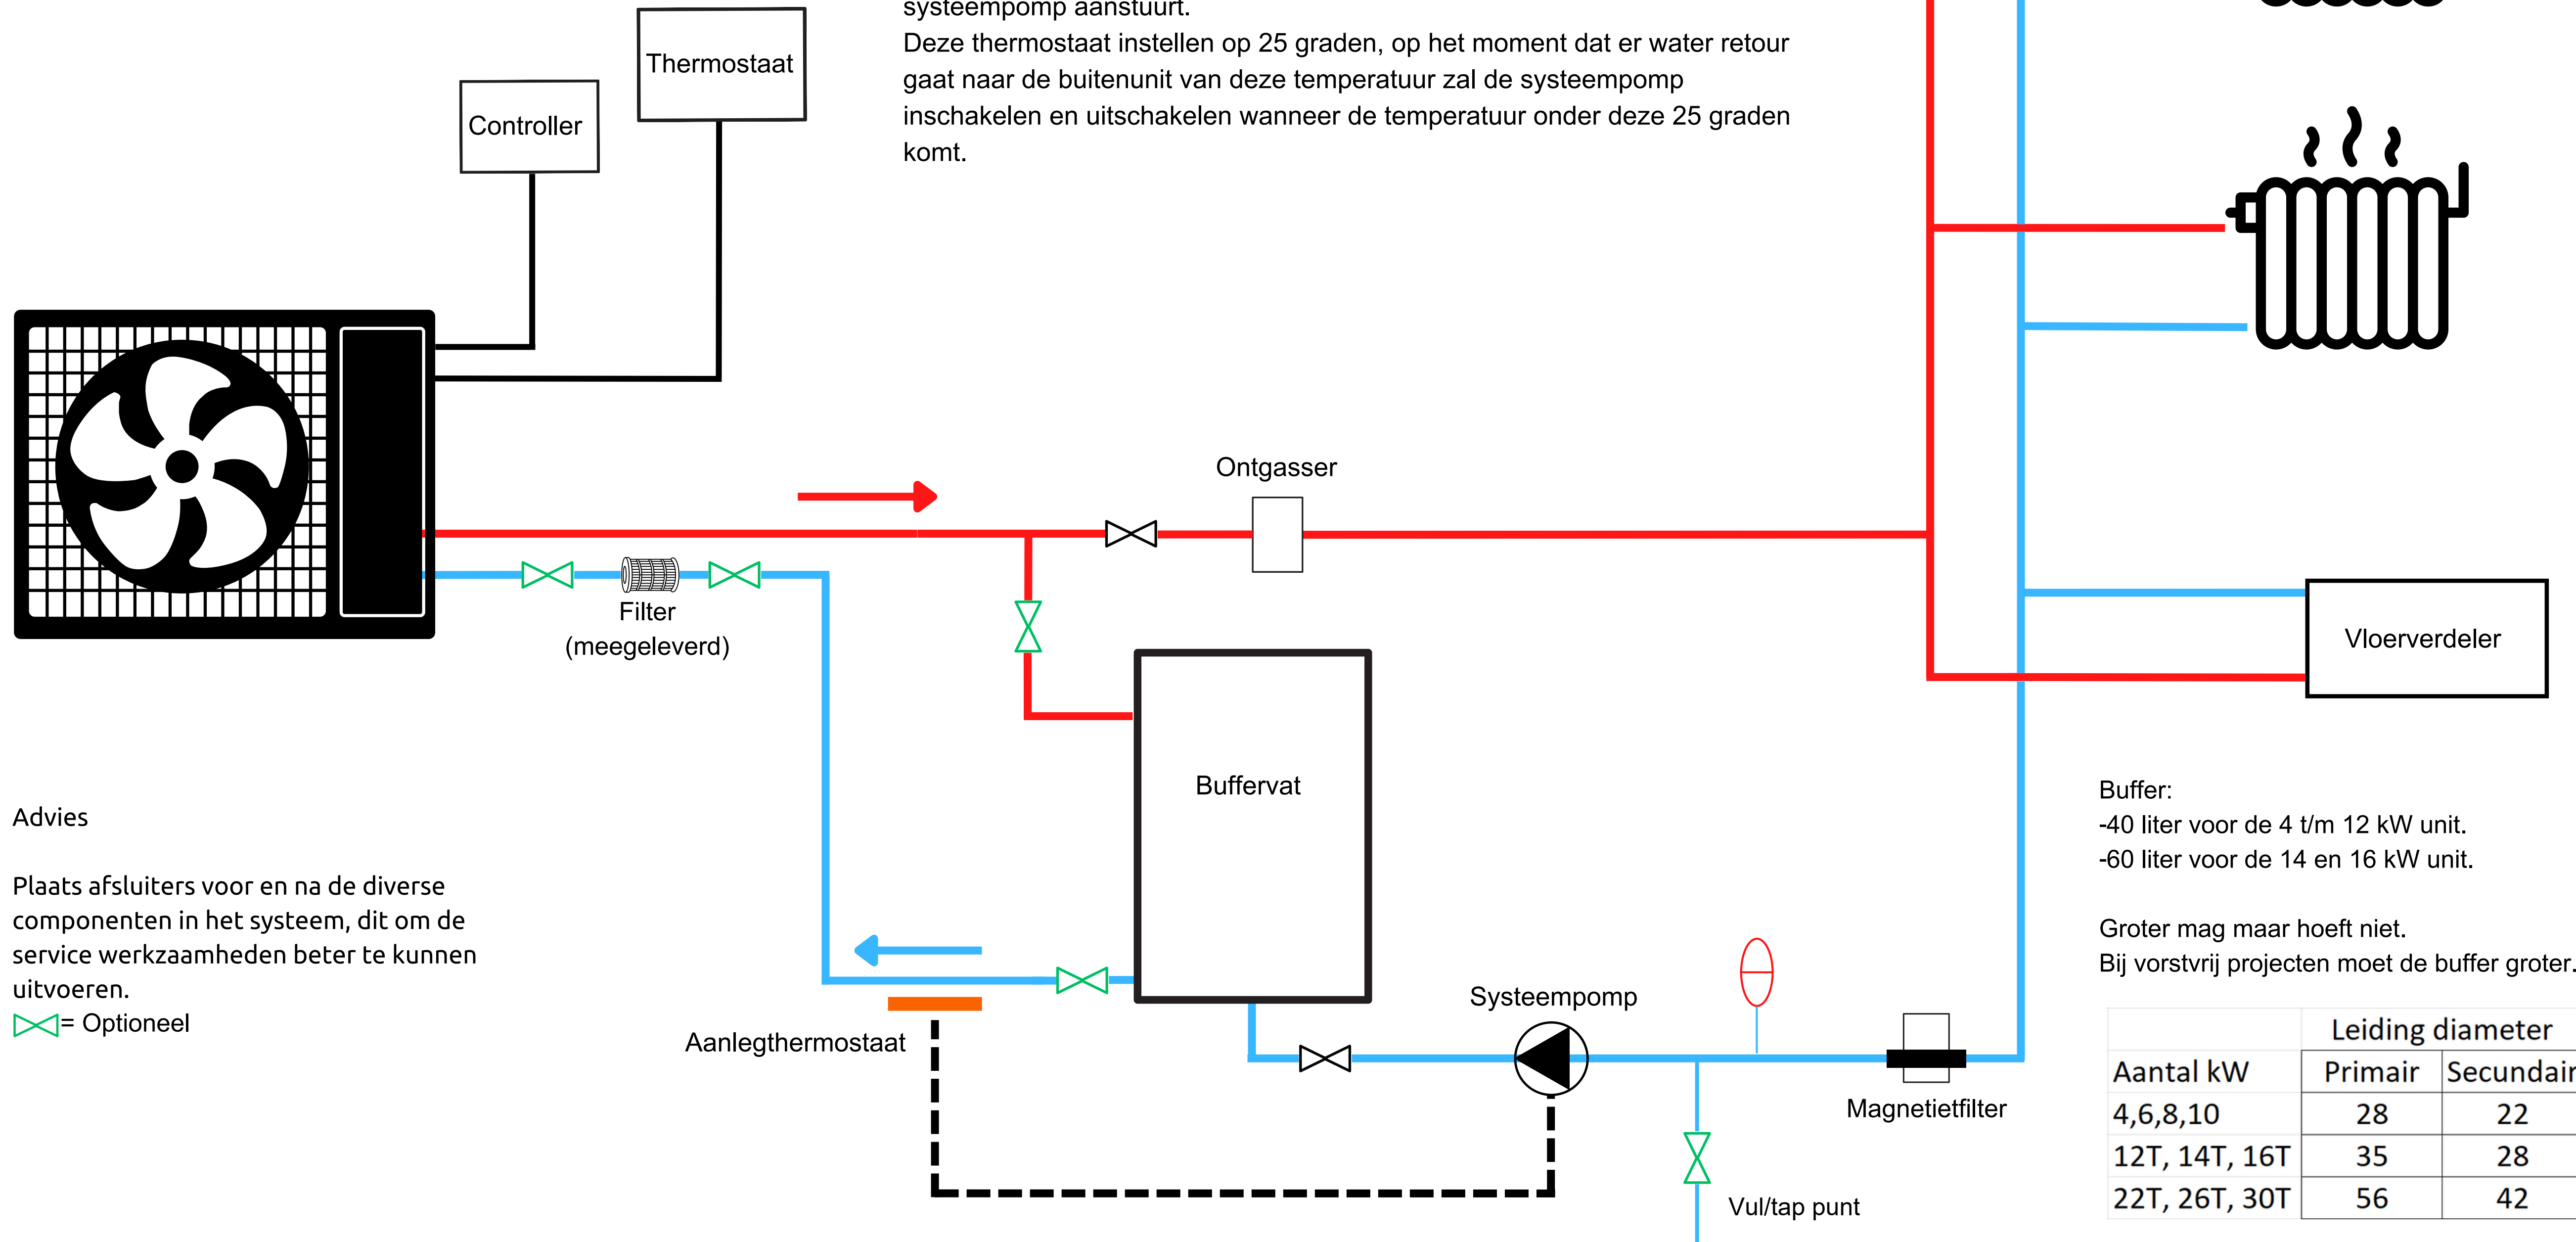 systeempomp aanstuurt.
Deze thermostaat instellen op 25 graden, op het moment dat er water retour
gaat naar de buitenunit van deze temperatuur zal de systeempomp
inschakelen en uitschakelen wanneer de temperatuur onder deze 25 graden
komt.
Thermostaat
Controller
Ontgasser
Filter
(meegeleverd)
Vloerverdeler
Buffervat
Advies
Plaats afsluiters voor en na de diverse
componenten in het systeem, dit om de
service werkzaamheden beter te kunnen
uitvoeren.
= Optioneel
Aanlegthermostaat
Systeempomp
Magnetietfilter
Vul/tap punt
Buffer:
-40 liter voor de 4 t/m 12 kW unit.
-60 liter voor de 14 en 16 kW unit.
Groter mag maar hoeft niet.
Bij vorstvrij projecten moet de buffer groter.
Leiding diameter
Aantal kW Primair Secundair
4,6,8,10 28 22
12T, 14T, 16T 35 28
22T, 26T, 30T 56 42